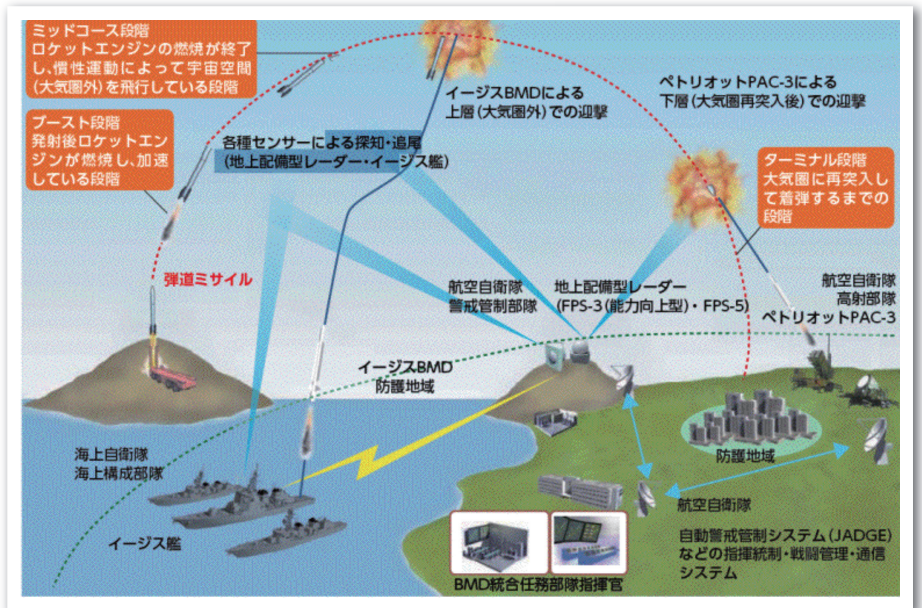 ミッドコース段階
ロケットエンジンの燃焼が終了
し、慣性運動によって宇宙空間
(大気圏外)を飛行している段階
ブースト段階
発射後ロケットエン
ジンが燃焼し、加速
している段階
各種センサーによる探知・追尾
(地上配備型レーダー・イージス艦)
イージスBMDによる
上層(大気圏外)での迎撃
ペトリオットPAC-3による
下層(大気圏再突入後)での迎撃
ターミナル段階
大気圏に再突入し
て着弾するまでの
段階
弾道ミサイル
航空自衛隊
警戒管制部隊
地上配備型レーダー
(FPS-3(能力向上型)・FPS-5)
航空自衛隊
高射部隊
ペトリオットPAC-3
イージスBMD
防護地域
海上自衛隊
海上構成部隊
イージス艦
防護地域
航空自衛隊
自動警戒管制システム(JADGE)
などの指揮統制・戦闘管理・通信
システム
BMD統合任務部隊指揮官